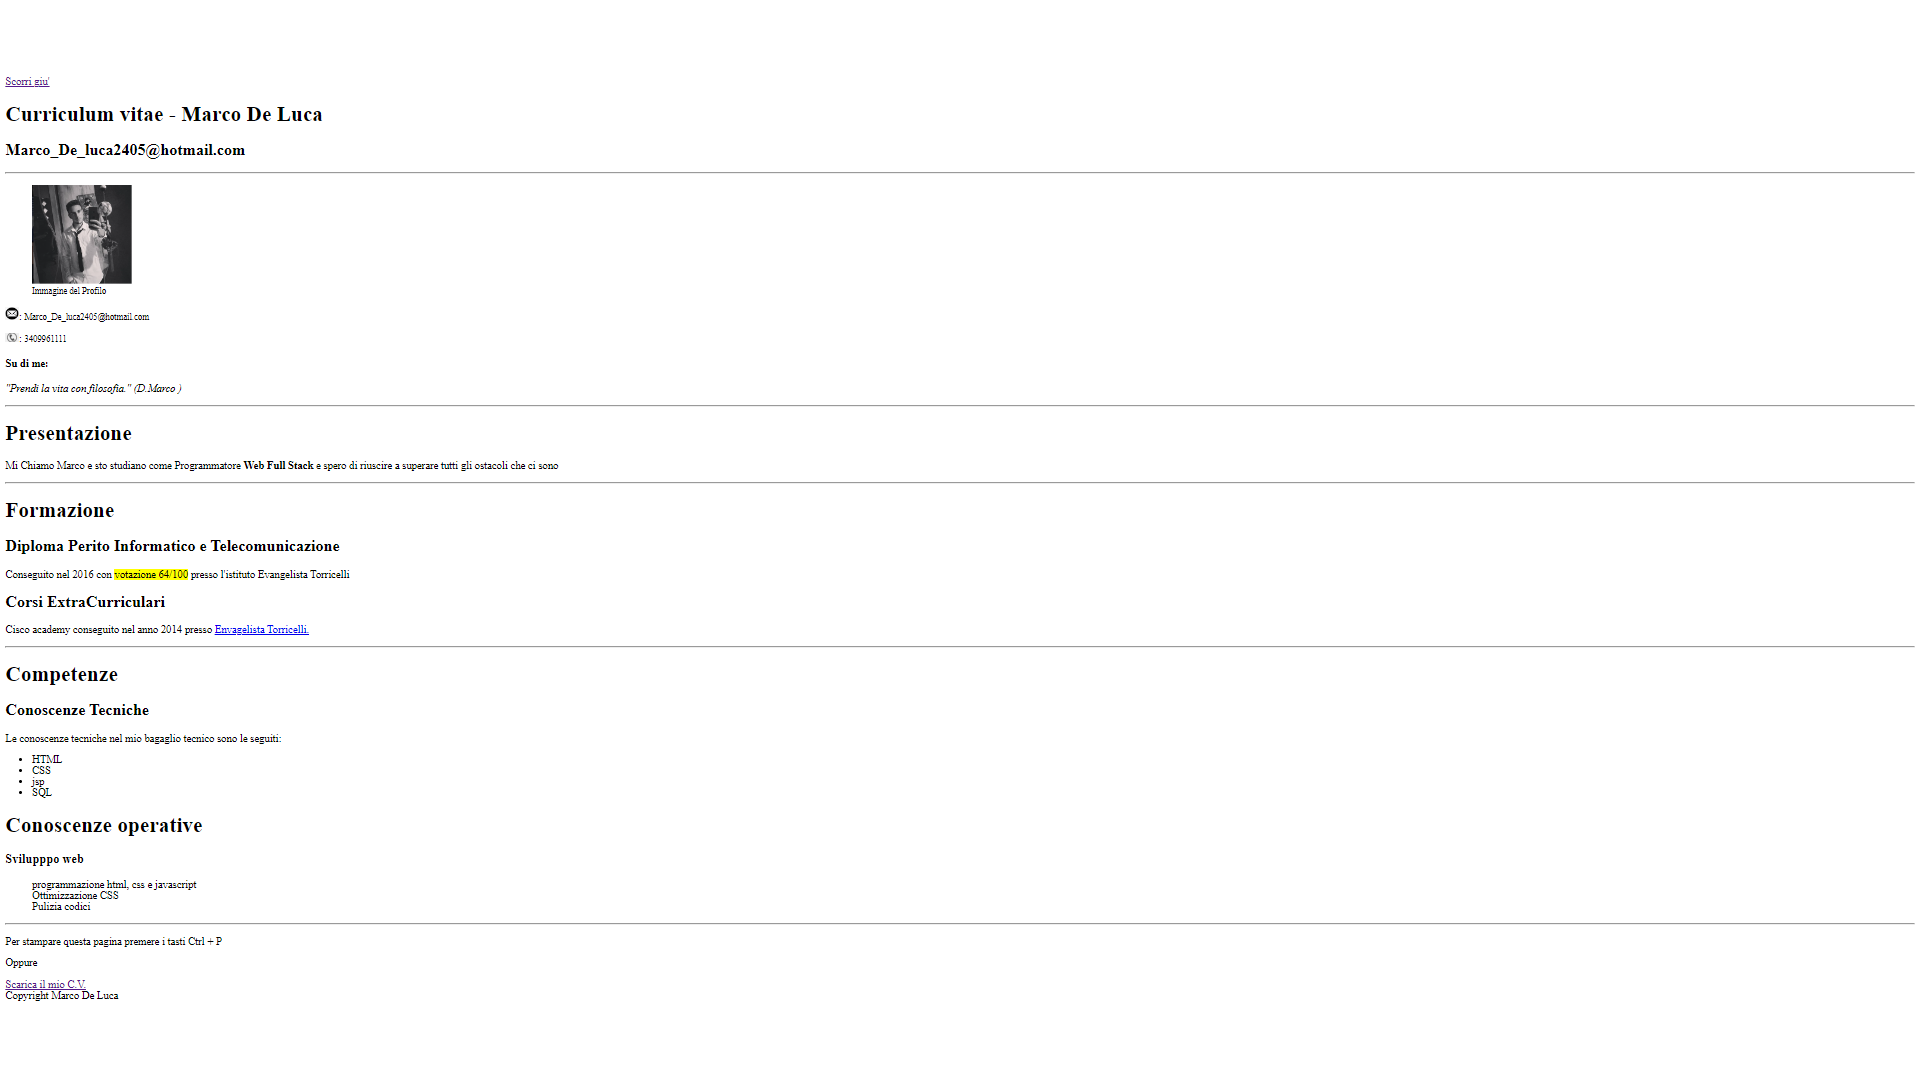 Scorri giu'
Curriculum vitae - Marco De Luca
Marco_De_luca2405@hotmail.com
Immagine del Profilo
: Marco_De_luca2405@hotmail.com
: 3409961111
Su di me:
"Prendi la vita con filosofia." (D.Marco )
Presentazione
Mi Chiamo Marco e sto studiano come Programmatore Web Full Stack e spero di riuscire a superare tutti gli ostacoli che ci sono
Formazione
Diploma Perito Informatico e Telecomunicazione
Conseguito nel 2016 con votazione 64/100 presso l'istituto Evangelista Torricelli
Corsi ExtraCurriculari
Cisco academy conseguito nel anno 2014 presso Envagelista Torricelli.
Competenze
Conoscenze Tecniche
Le conoscenze tecniche nel mio bagaglio tecnico sono le seguiti:
• HTML
• CSS
• jsp
• SQL
Conoscenze operative
Svilupppo web
programmazione html, css e javascript
Ottimizzazione CSS
Pulizia codici
Per stampare questa pagina premere i tasti Ctrl + P
Oppure
Scarica il mio C.V.
Copyright Marco De Luca